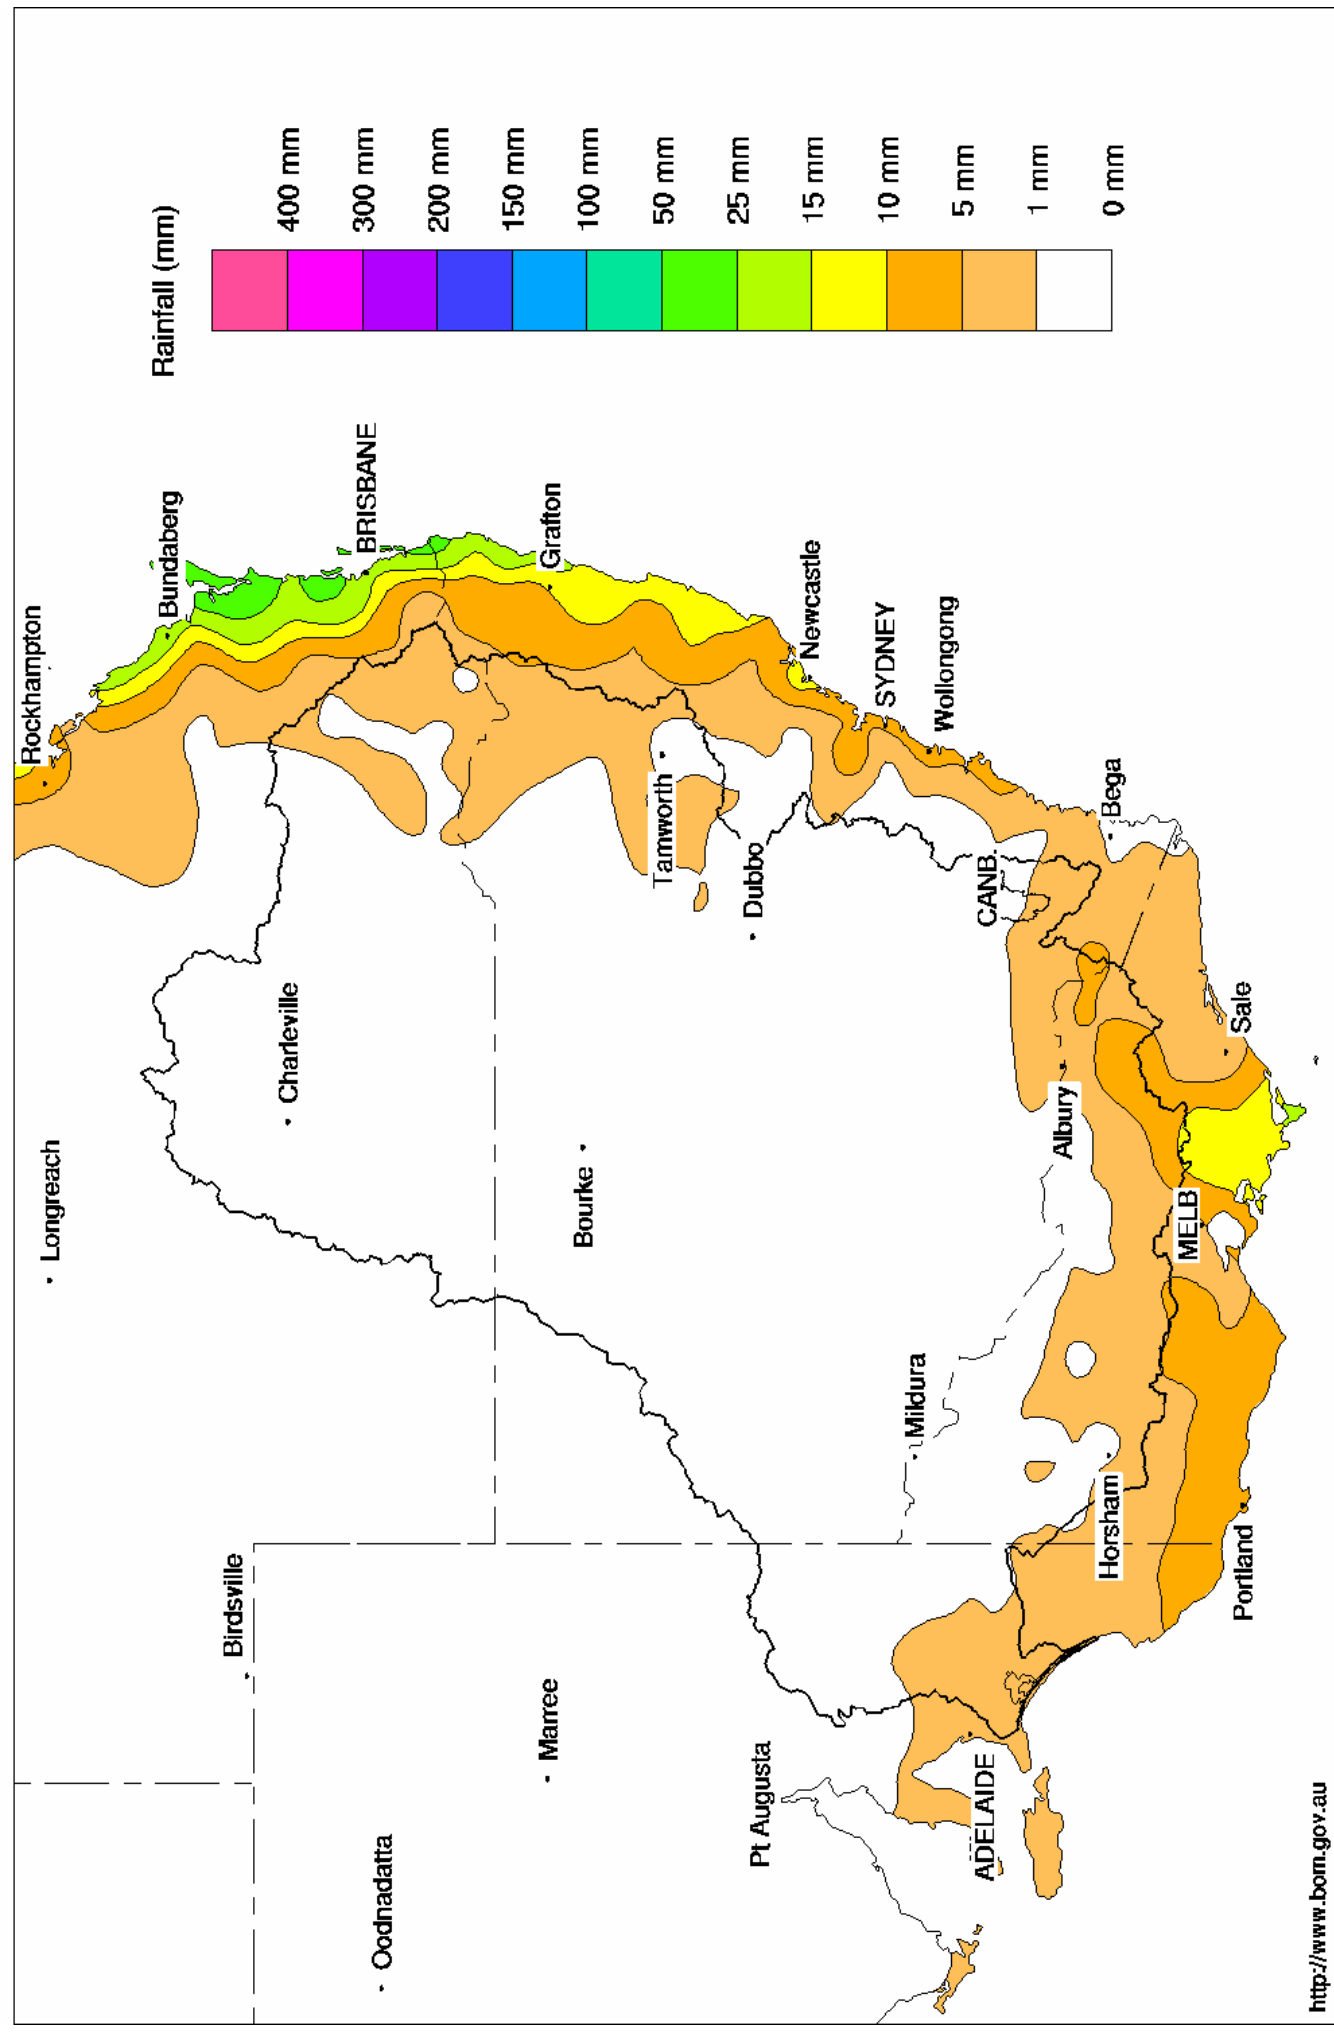 Rainfall (mm)
400 mm
300 mm
200 mm
150 mm
100 mm
50 mm
25 mm
15 mm
10 mm
5 mm
1 mm
0 mm
Rockhampton
Longreach
Bundaberg
Birdsville
Charleville
BRISBANE
Oodnadatta
Marree
Grafton
Bourke
Tamworth
Dubbo
Pt Augusta
Newcastle
SYDNEY
Mildura
Wollongong
CANB.
ADELAIDE
Albury
Bega
Horsham
MELB
Sale
Portland
http://www.bom.gov.au